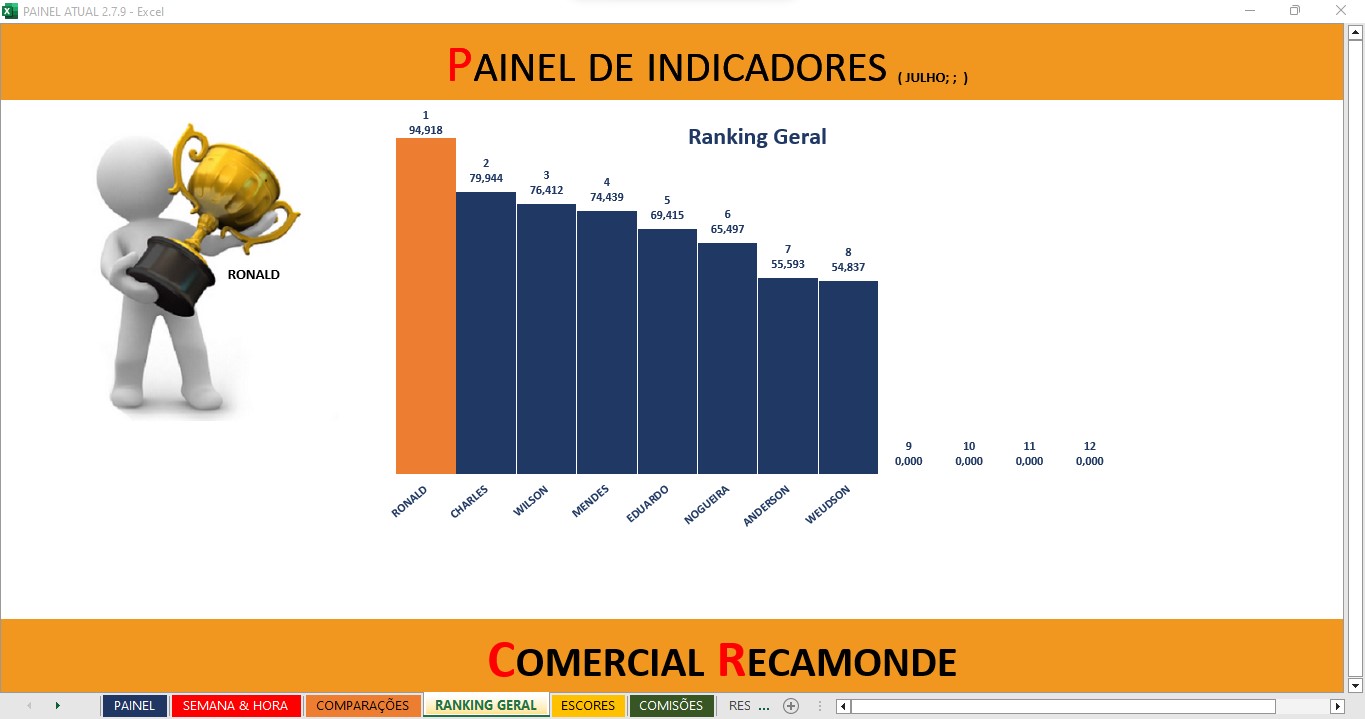 PAINEL ATUAL 2.7.9 - Excel
PAINEL DE INDICADORES ( JULHO; ; )
Ranking Geral
1
94,918
2
79,944
3
76,412
4
74,439
5
69,415
6
65,497
7
55,593
8
54,837
9
0,000
10
0,000
11
0,000
12
0,000
RONALD
RONALD
CHARLES
WILSON
MENDES
EDUARDO
NOGUEIRA
ANDERSON
WEUDSON
COMERCIAL RECAMONDE
PAINEL SEMANA & HORA COMPARAÇÕES RANKING GERAL ESCORES COMISÕES RES ...